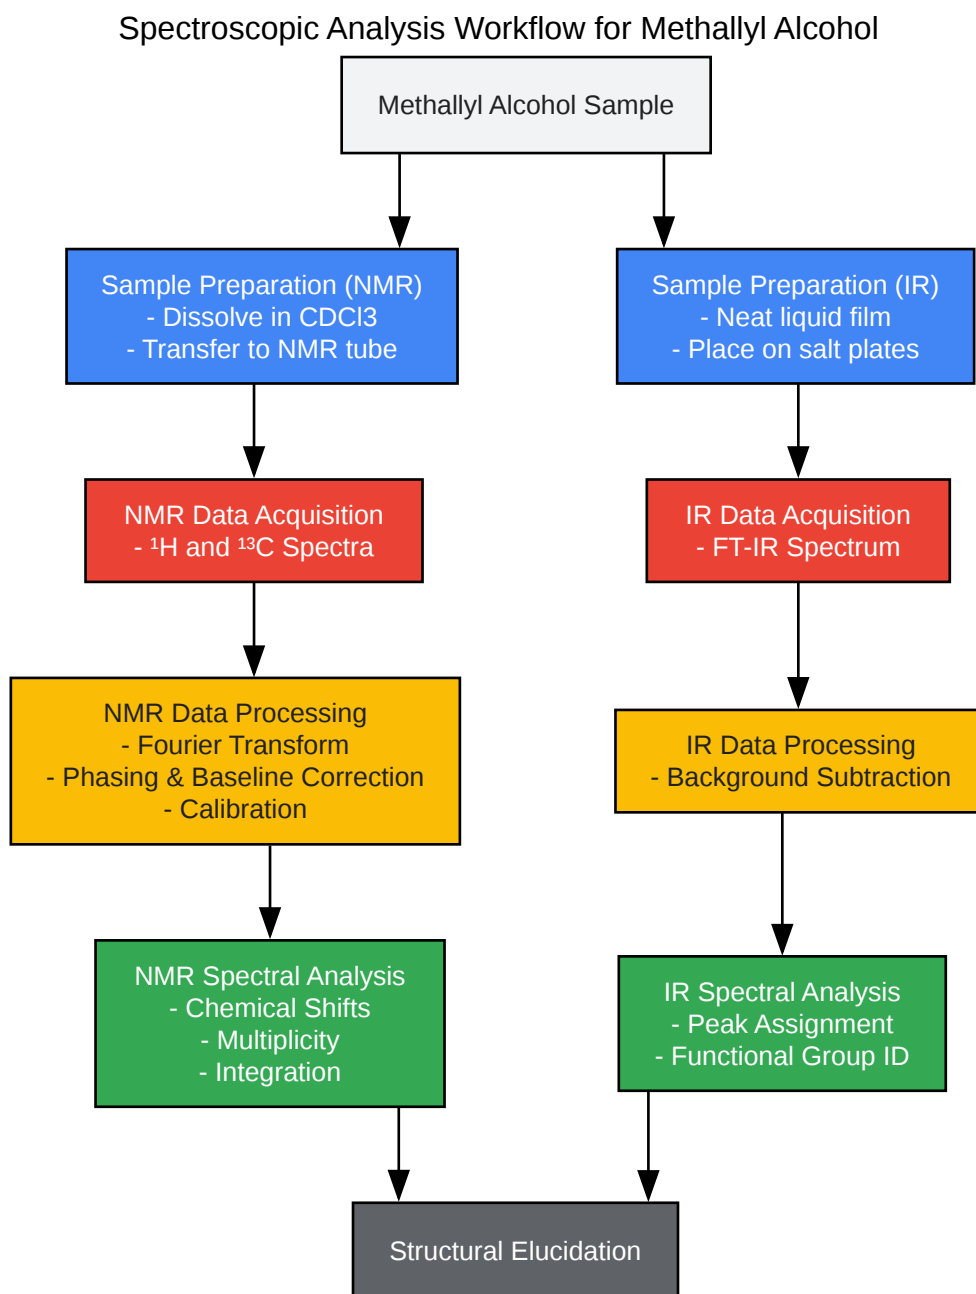 Spectroscopic Analysis Workflow for Methallyl Alcohol
Methallyl Alcohol Sample
Sample Preparation (NMR)
- Dissolve in CDCl3
- Transfer to NMR tube
Sample Preparation (IR)
- Neat liquid film
- Place on salt plates
NMR Data Acquisition
- ¹H and ¹³C Spectra
IR Data Acquisition
- FT-IR Spectrum
NMR Data Processing
- Fourier Transform
- Phasing & Baseline Correction
- Calibration
IR Data Processing
- Background Subtraction
NMR Spectral Analysis
- Chemical Shifts
- Multiplicity
- Integration
IR Spectral Analysis
- Peak Assignment
- Functional Group ID
Structural Elucidation